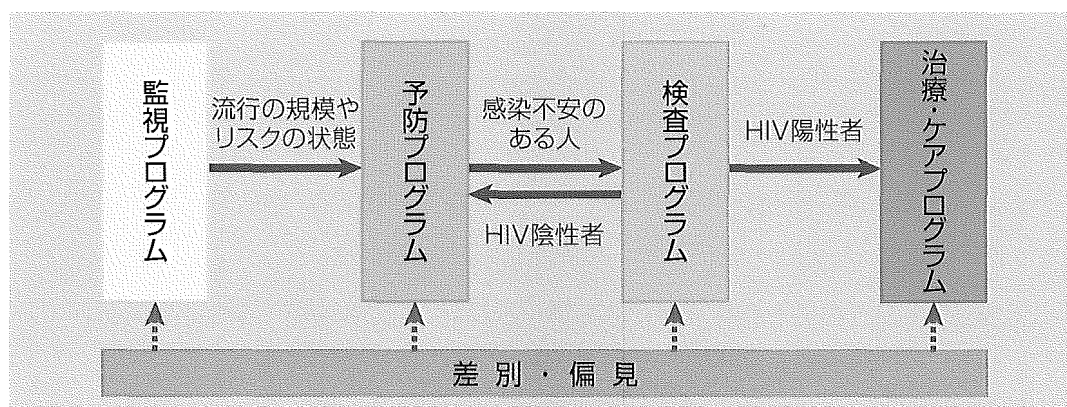 監視プログラム
流行の規模や
リスクの状態
予防プログラム
感染不安の
ある人
HIV陰性者
検査プログラム
HIV陽性者
治療・ケアプログラム
差別・偏見